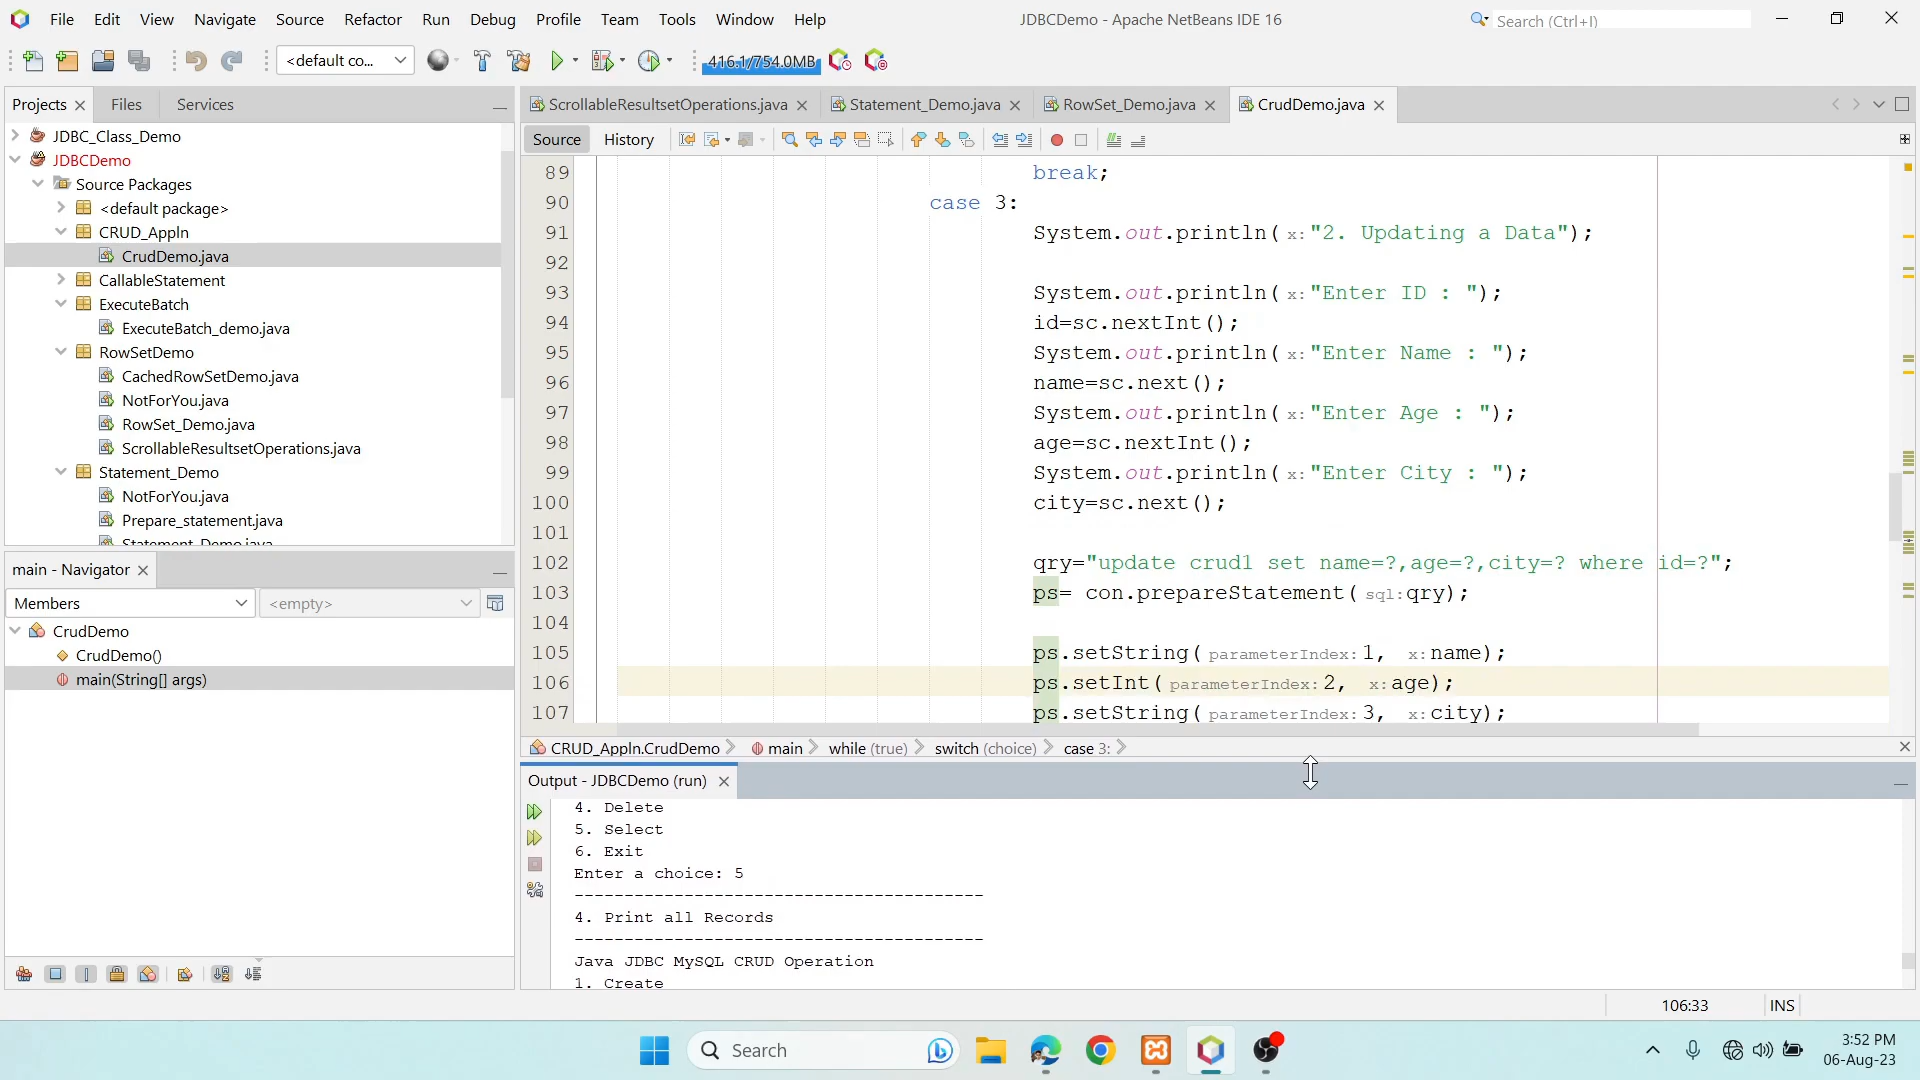 File Edit View Navigate Source Refactor Run Debug Profile Team Tools Window Help
JDBCDemo - Apache NetBeans IDE 16
Search (Ctrl+I)
<default co...
416.1/754.0MB
Projects
Files
Services
JDBC_Class_Demo
JDBCDemo
Source Packages
<default package>
CRUD_Appln
CrudDemo.java
CallableStatement
ExecuteBatch
ExecuteBatch_demo.java
RowSetDemo
CachedRowSetDemo.java
NotForYou.java
RowSet_Demo.java
ScrollableResultsetOperations.java
Statement_Demo
NotForYou.java
Prepare_statement.java
Statement_Demo.java
main - Navigator
Members
<empty>
CrudDemo
CrudDemo()
main(String[] args)
ScrollableResultsetOperations.java
Statement_Demo.java
RowSet_Demo.java
CrudDemo.java
Source
History
89 break;
90 case 3:
91 System.out.println( x: "2. Updating a Data");
92
93 System.out.println( x: "Enter ID : ");
94 id=sc.nextInt();
95 System.out.println( x: "Enter Name : ");
96 name=sc.next();
97 System.out.println( x: "Enter Age : ");
98 age=sc.nextInt();
99 System.out.println( x: "Enter City : ");
100 city=sc.next();
101
102 qry="update crud1 set name=?,age=?,city=? where id=?";
103 ps= con.prepareStatement( sql: qry);
104
105 ps.setString( parameterIndex: 1, x: name);
106 ps.setInt( parameterIndex: 2, x: age);
107 ps.setString( parameterIndex: 3, x: city);
CRUD_Appln.CrudDemo
main
while (true)
switch (choice)
case 3:
Output - JDBCDemo (run)
4. Delete
5. Select
6. Exit
Enter a choice: 5
-----------------------------------------
4. Print all Records
-----------------------------------------
Java JDBC MySQL CRUD Operation
1. Create
106:33
INS
Search
3:52 PM
06-Aug-23